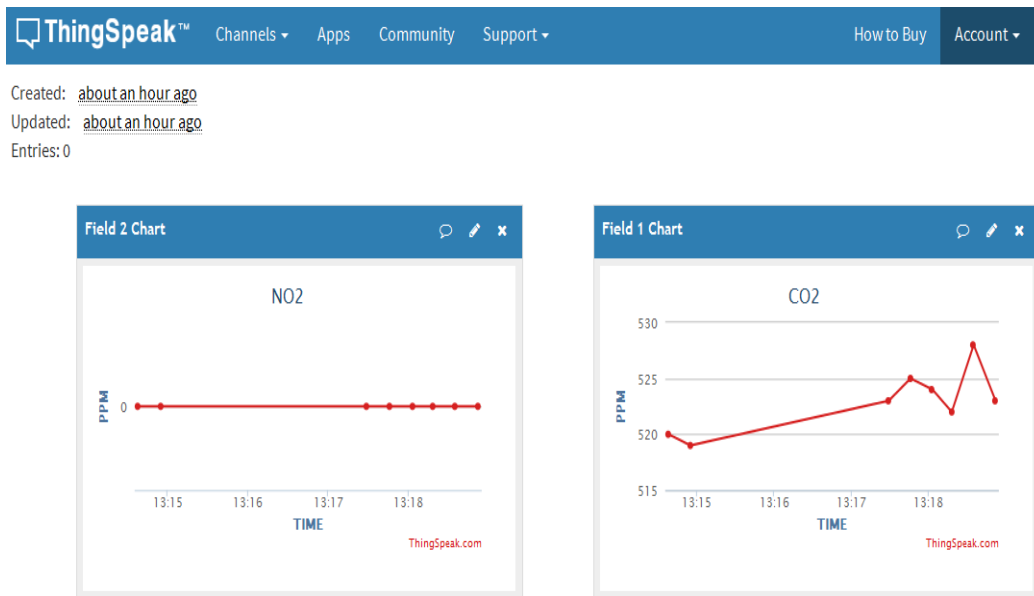 ThingSpeak™ Channels Apps Community Support How to Buy Account
Created: about an hour ago
Updated: about an hour ago
Entries: 0
Field 2 Chart
NO2
PPM
0
13:15 13:16 13:17 13:18
TIME
ThingSpeak.com
Field 1 Chart
CO2
PPM
530
525
520
515
13:15 13:16 13:17 13:18
TIME
ThingSpeak.com